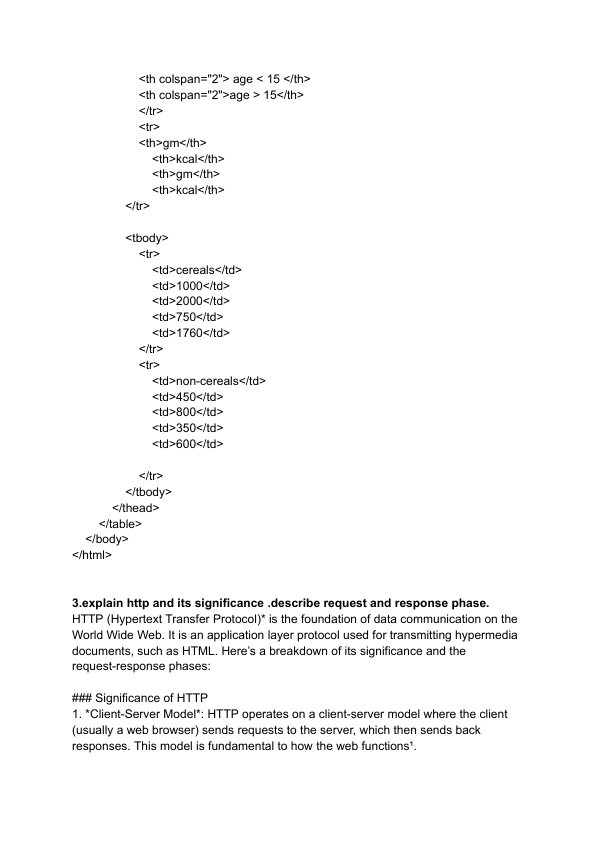 <th colspan="2"> age < 15 </th>
<th colspan="2">age > 15</th>
</tr>
<tr>
<th>gm</th>
<th>kcal</th>
<th>gm</th>
<th>kcal</th>
</tr>
<tbody>
<tr>
<td>cereals</td>
<td>1000</td>
<td>2000</td>
<td>750</td>
<td>1760</td>
</tr>
<tr>
<td>non-cereals</td>
<td>450</td>
<td>800</td>
<td>350</td>
<td>600</td>
</tr>
</tbody>
</thead>
</table>
</body>
</html>
3.explain http and its significance .describe request and response phase.
HTTP (Hypertext Transfer Protocol)* is the foundation of data communication on the
World Wide Web. It is an application layer protocol used for transmitting hypermedia
documents, such as HTML. Here's a breakdown of its significance and the
request-response phases:
### Significance of HTTP
1. *Client-Server Model*: HTTP operates on a client-server model where the client
(usually a web browser) sends requests to the server, which then sends back
responses. This model is fundamental to how the web functions¹.